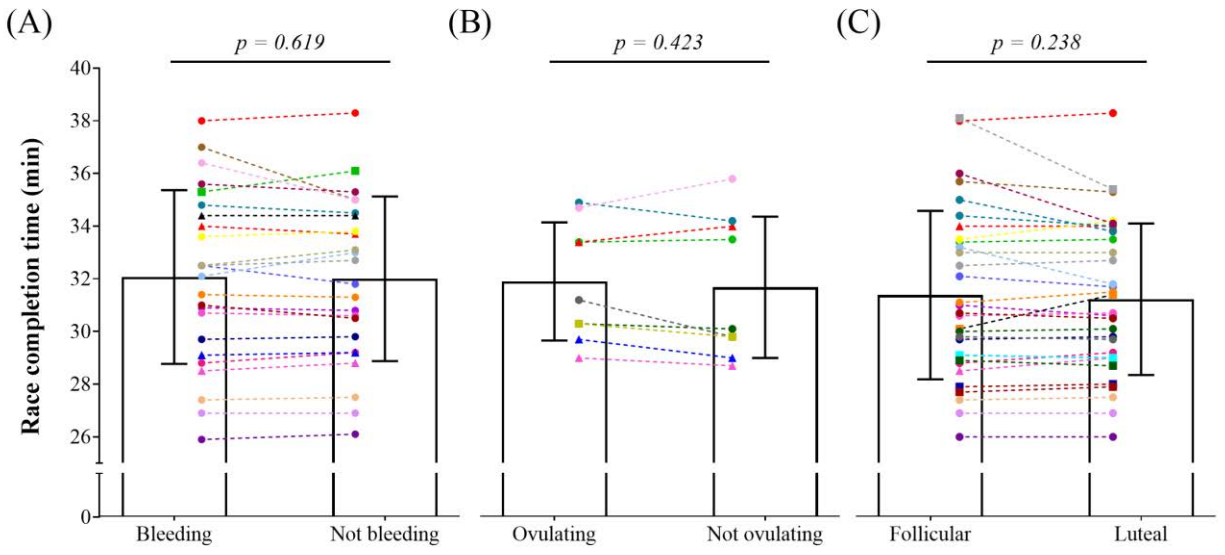 (A)
p = 0.619
(B)
p = 0.423
(C)
p = 0.238
Race completion time (min)
40
38
36
34
32
30
28
26
0
Bleeding
Not bleeding
Ovulating
Not ovulating
Follicular
Luteal